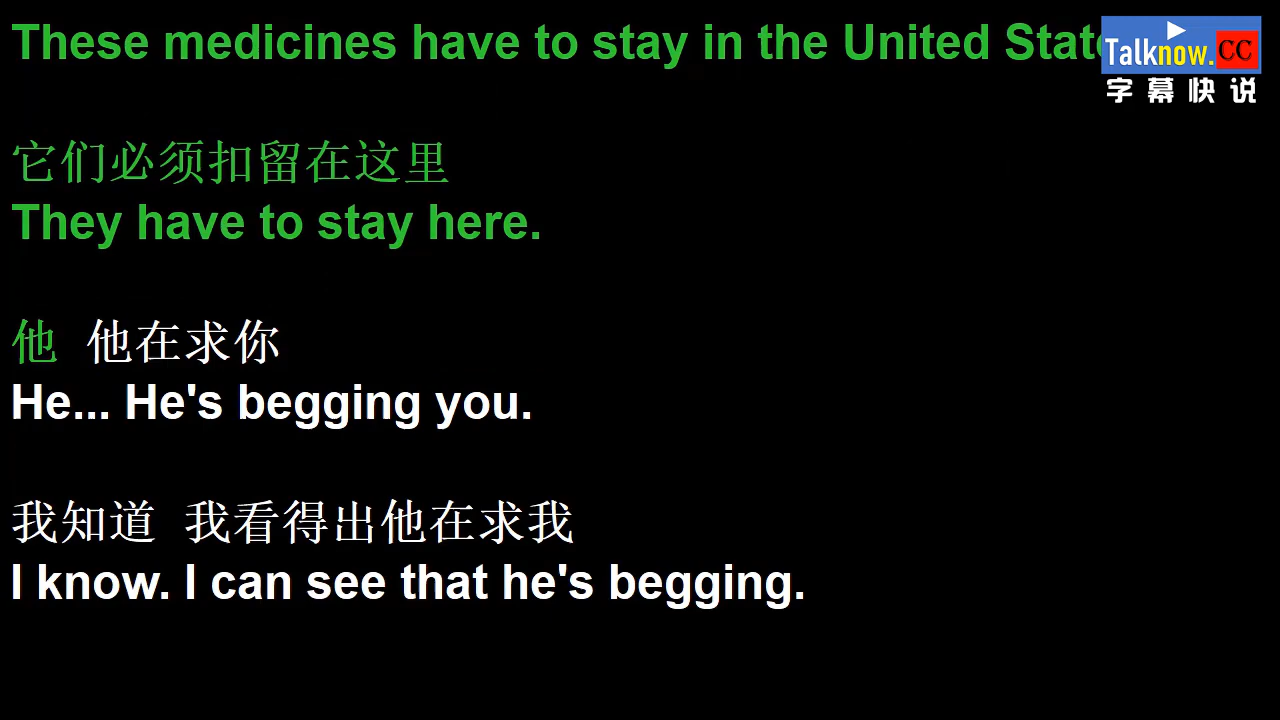 These medicines have to stay in the United State
Talknow.CC
字幕快说
它们必须扣留在这里
They have to stay here.
他 他在求你
He... He's begging you.
我知道 我看得出他在求我
I know. I can see that he's begging.